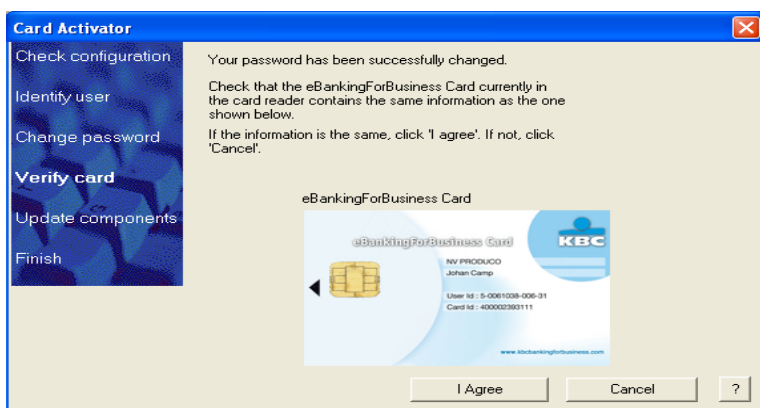 Card Activator
Check configuration
Identify user
Change password
Verify card
Update components
Finish
Your password has been successfully changed.
Check that the eBankingForBusiness Card currently in
the card reader contains the same information as the one
shown below.
If the information is the same, click 'I agree'. If not, click
'Cancel'.
eBankingForBusiness Card
eBankingForBusiness Card
KBC
NV PRODUCO
Johan Camp
User Id : 5-0061038-006-31
Card Id : 400002393111
www.kbcbankingforbusiness.com
I Agree
Cancel
?